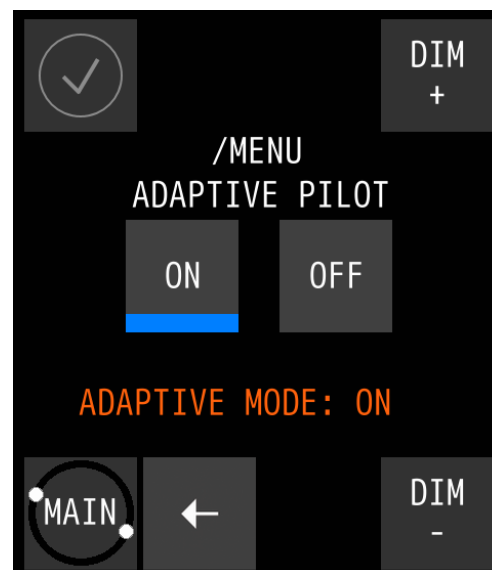 DIM
+
/MENU
ADAPTIVE PILOT
ON
OFF
ADAPTIVE MODE: ON
MAIN
←
DIM
-